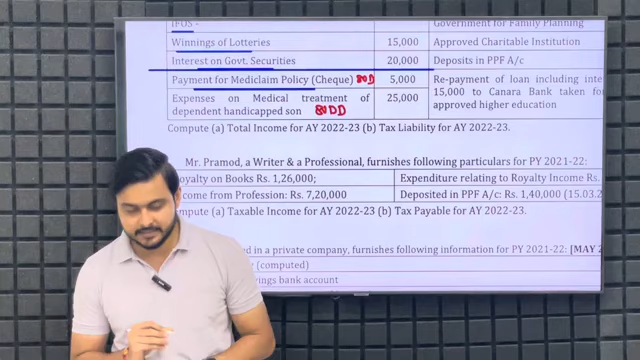 IFOS -
Government for Family Planning
Winnings of Lotteries 15,000 Approved Charitable Institution
Interest on Govt. Securities 20,000 Deposits in PPF A/c
Payment for Mediclaim Policy (Cheque) 80D 5,000 Re-payment of loan including
Expenses on Medical treatment of 25,000 15,000 to Canara Bank taken
dependent handicapped son 80DD approved higher education
Compute (a) Total Income for AY 2022-23 (b) Tax Liability for AY 2022-23.
Mr. Pramod, a Writer & a Professional, furnishes following particulars for PY 2021-22:
on Books Rs. 1,26,000; Expenditure relating to Royalty Income Rs.
from Profession: Rs. 7,20,000 Deposited in PPF A/c: Rs. 1,40,000 (15.03.2
(a) Taxable Income for AY 2022-23 (b) Tax Payable for AY 2022-23.
in a private company, furnishes following information for PY 2021-22: [MAY 2
(computed)
bank account